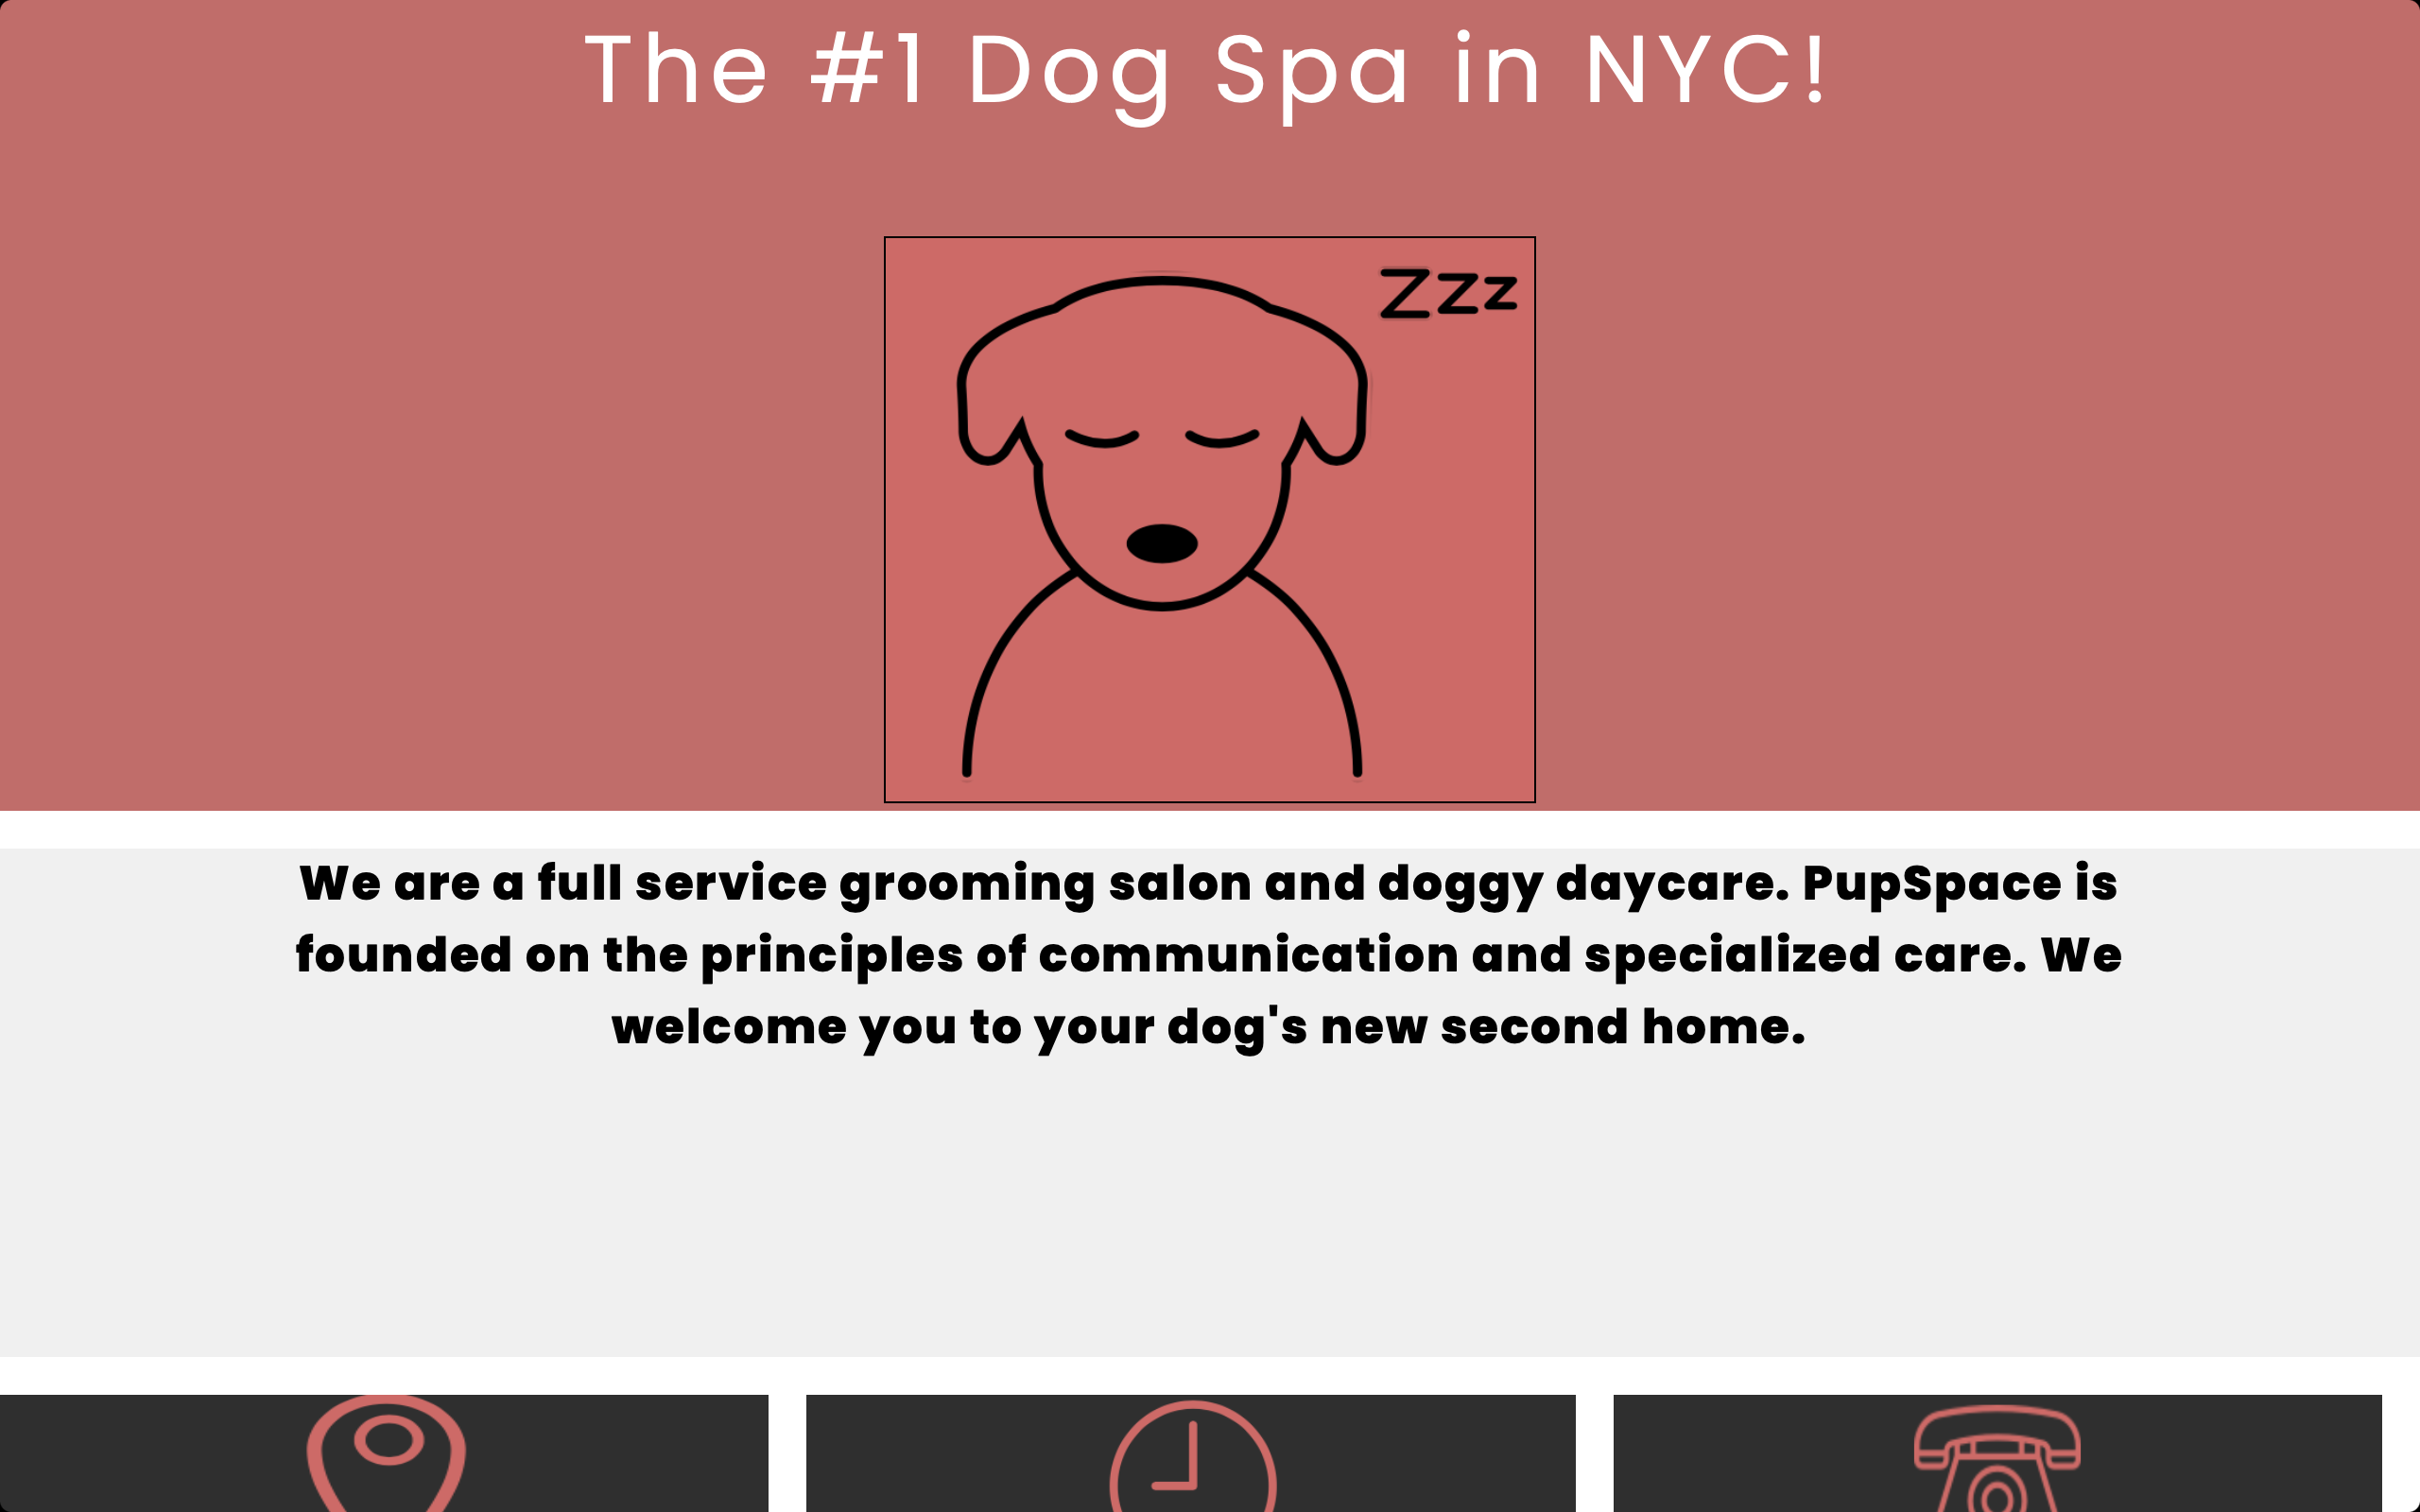 The #1 Dog Spa in NYC!
Zzz
We are a full service grooming salon and doggy daycare. PupSpace is
founded on the principles of communication and specialized care. We
welcome you to your dog's new second home.